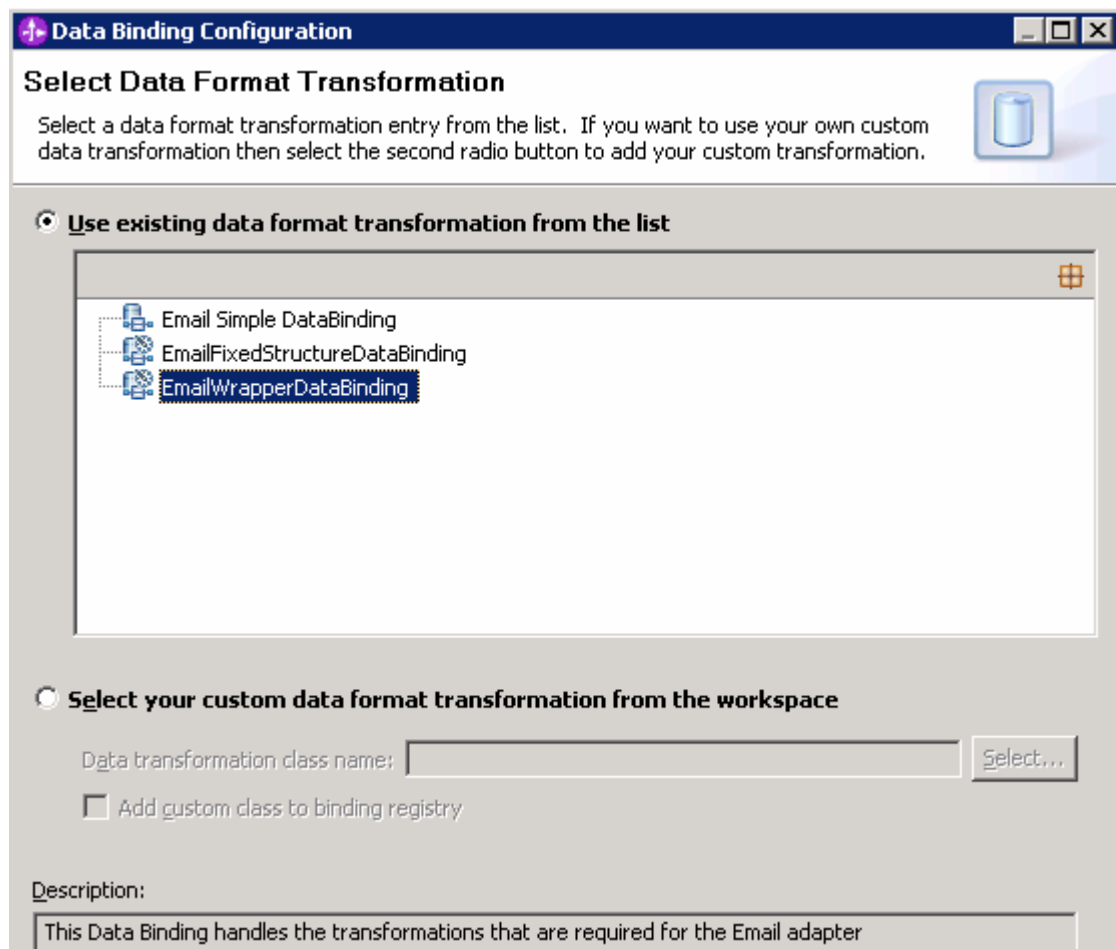 Data Binding Configuration
Select Data Format Transformation
Select a data format transformation entry from the list. If you want to use your own custom
data transformation then select the second radio button to add your custom transformation.
Use existing data format transformation from the list
Email Simple DataBinding
EmailFixedStructureDataBinding
EmailWrapperDataBinding
Select your custom data format transformation from the workspace
Data transformation class name:
Select...
Add custom class to binding registry
Description:
This Data Binding handles the transformations that are required for the Email adapter